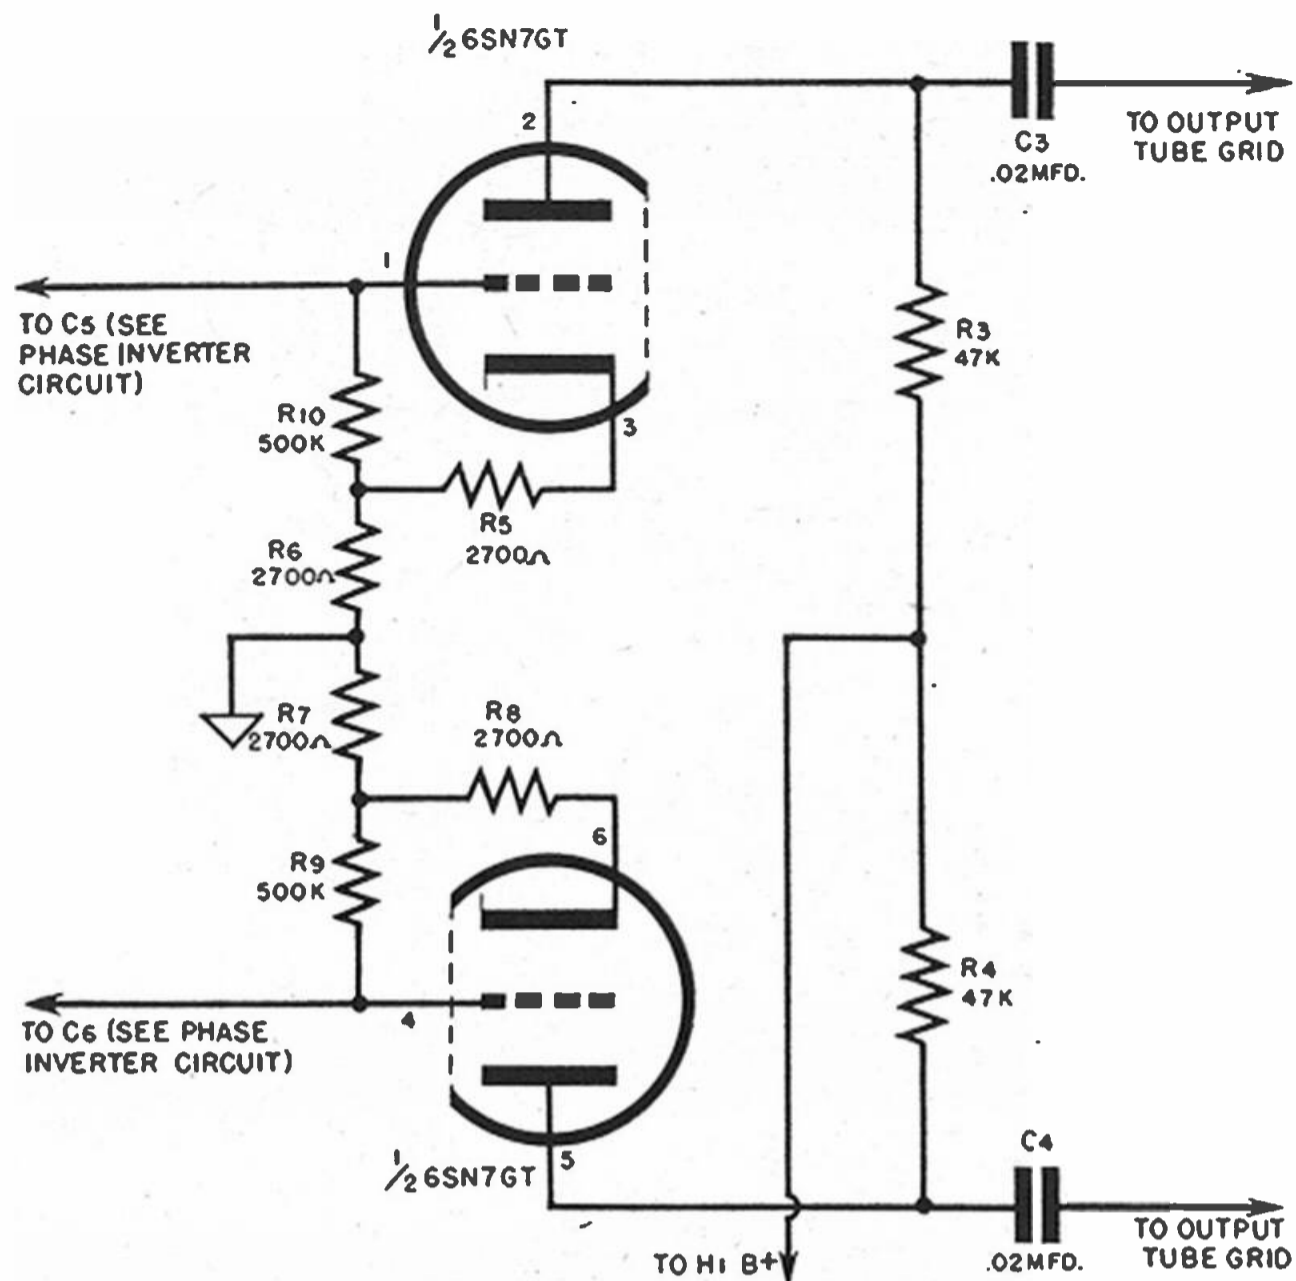 1/2 6SN7GT
2
C3
.02MFD.
TO OUTPUT
TUBE GRID
1
TO C5 (SEE
PHASE INVERTER
CIRCUIT)
R3
47K
R10
500K
3
R5
2700Ω
R6
2700Ω
R7
2700Ω
R8
2700Ω
6
R9
500K
R4
47K
4
TO C6 (SEE PHASE
INVERTER CIRCUIT)
C4
.02MFD.
5
1/2 6SN7GT
TO OUTPUT
TUBE GRID
TO HI B+